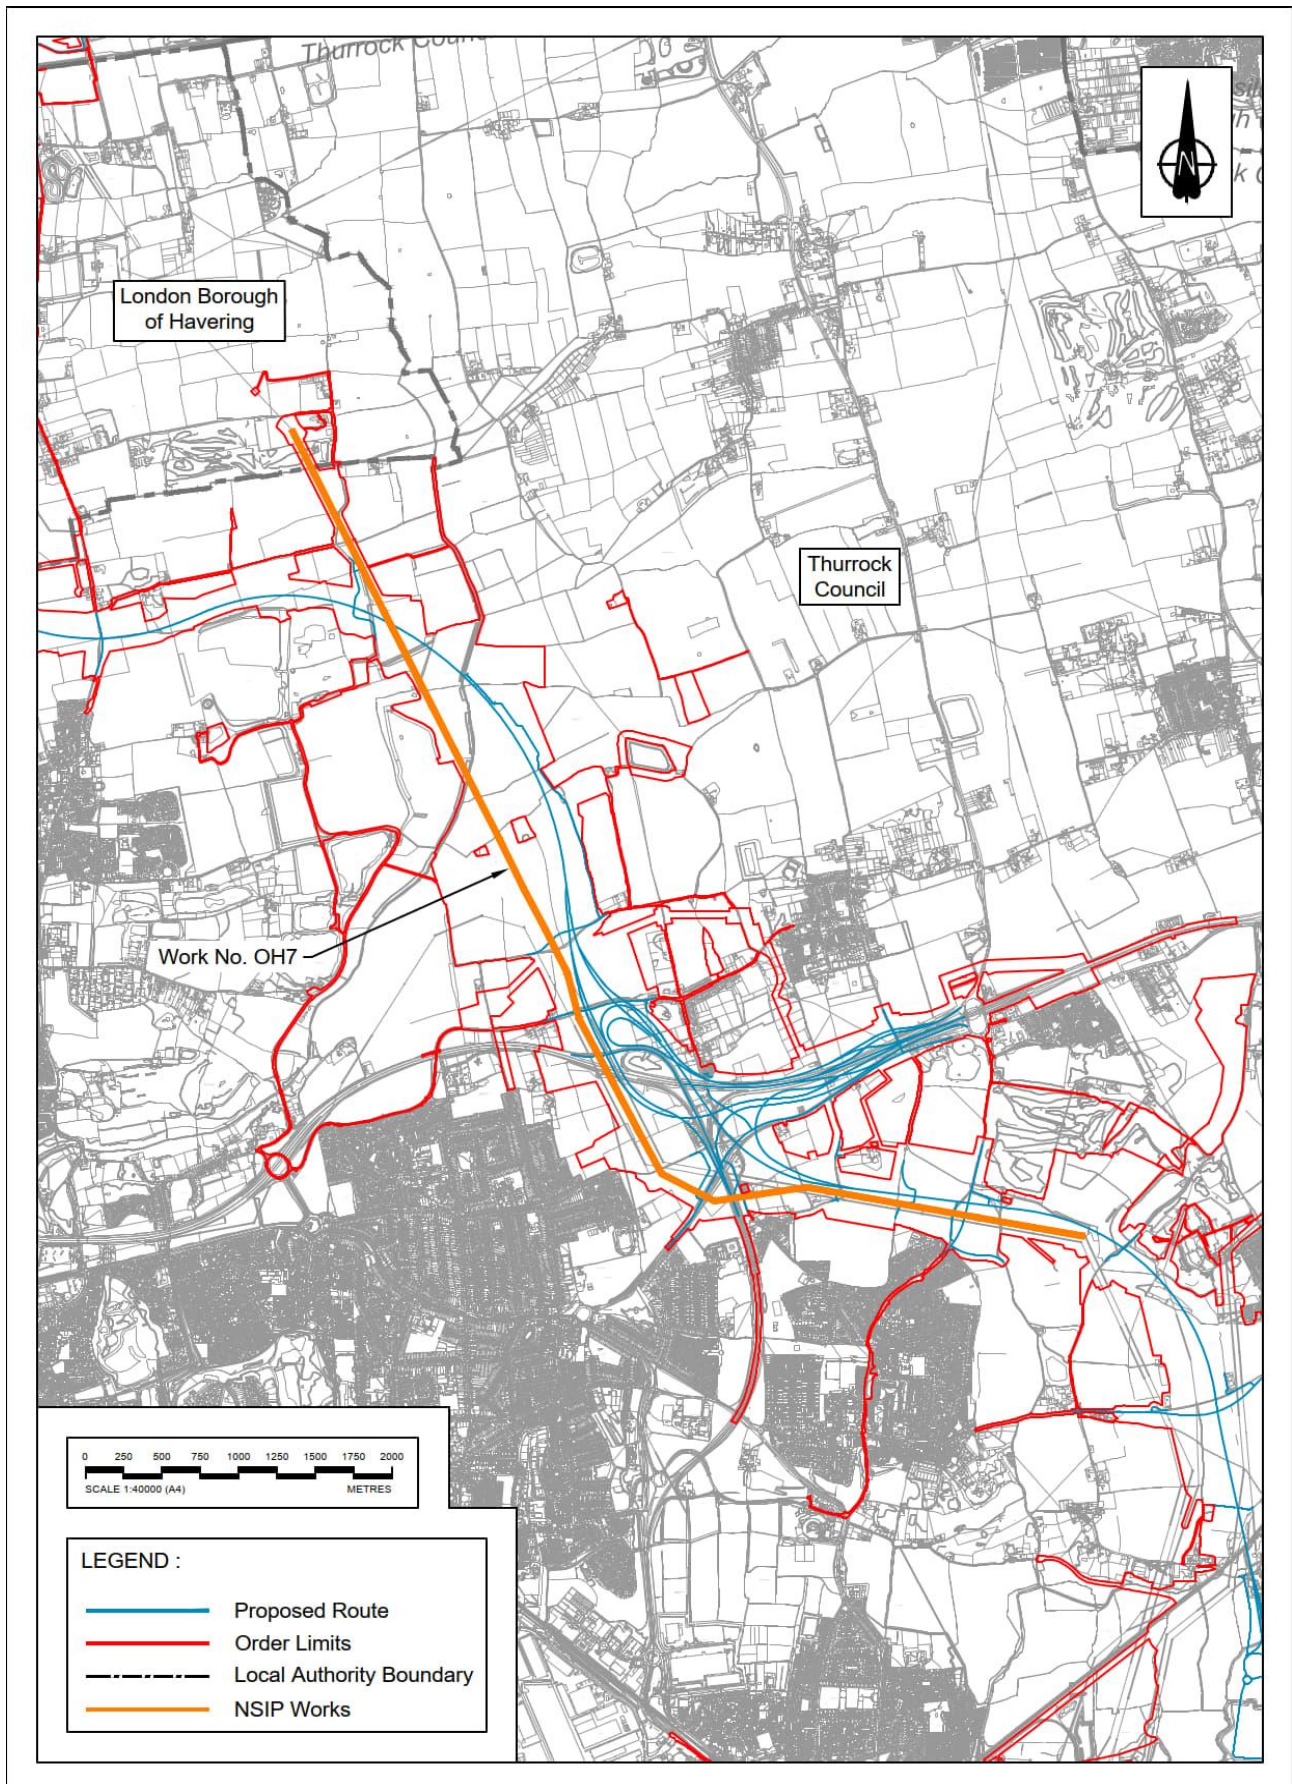 Thurrock
N
London Borough
of Havering
Thurrock
Council
Work No. OH7
0 250 500 750 1000 1250 1500 1750 2000
SCALE 1:40000 (A4) METRES
LEGEND :
Proposed Route
Order Limits
Local Authority Boundary
NSIP Works